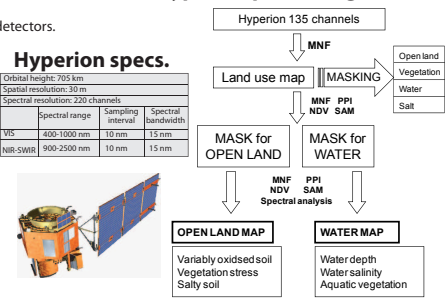 detectors.
Hyperion specs.
Orbital height: 705 km
Spatial resolution: 30 m
Spectral resolution: 220 channels
Spectral range Sampling interval Spectral bandwidth
VIS 400-1000 nm 10 nm 15 nm
NIR-SWIR 900-2500 nm 10 nm 15 nm
Hyperion 135 channels
MNF
Land use map
MASKING
Open land
Vegetation
Water
Salt
MNF PPI
NDV SAM
MASK for
OPEN LAND
MASK for
WATER
MNF PPI
NDV SAM
Spectral analysis
OPEN LAND MAP
Variably oxidsed soil
Vegetation stress
Salty soil
WATER MAP
Water depth
Water salinity
Aquatic vegetation